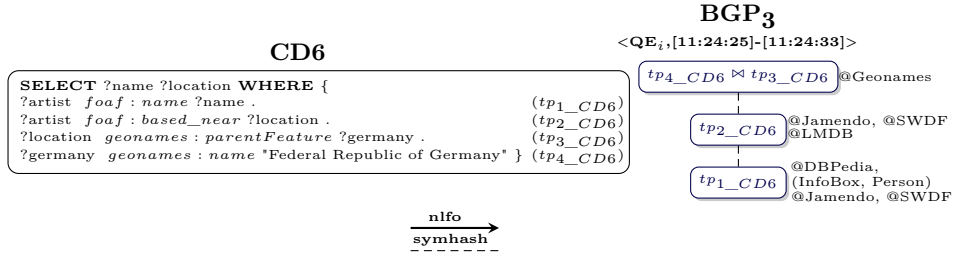 CD6
SELECT ?name ?location WHERE {
?artist foaf : name ?name . (tp1_CD6)
?artist foaf : based_near ?location . (tp2_CD6)
?location geonames : parentFeature ?germany . (tp3_CD6)
?germany geonames : name "Federal Republic of Germany" } (tp4_CD6)
nlfo
symhash
BGP3
<QEi,[11:24:25]-[11:24:33]>
tp4_CD6 ⋈ tp3_CD6 @Geonames
tp2_CD6 @Jamendo, @SWDF
@LMDB
tp1_CD6 @DBPedia,
(InfoBox, Person)
@Jamendo, @SWDF